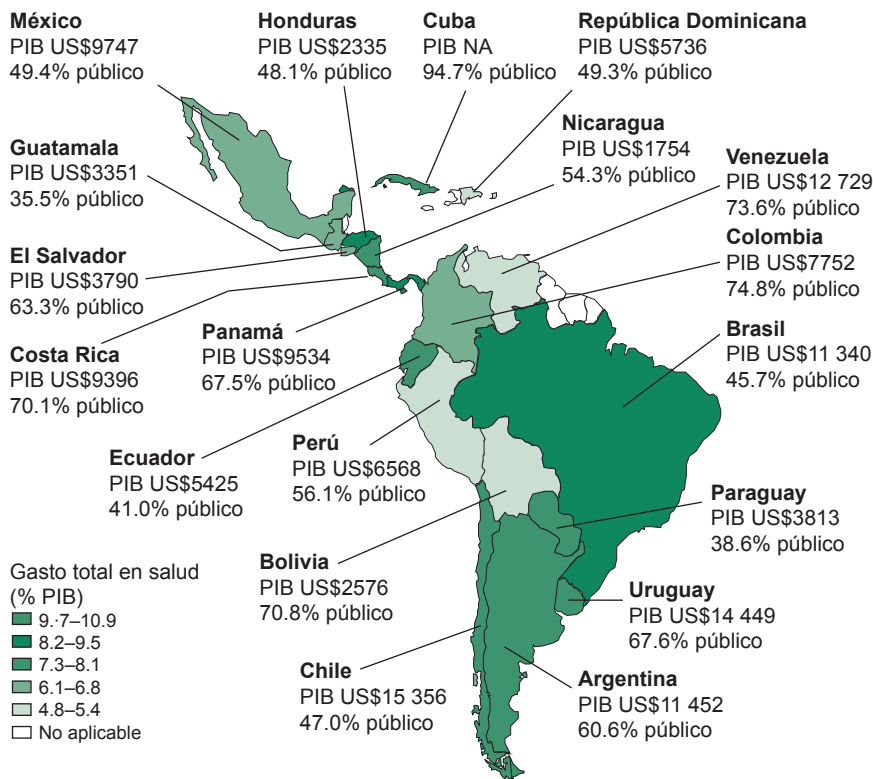 México
PIB US$9747
49.4% público
Honduras
PIB US$2335
48.1% público
Cuba
PIB NA
94.7% público
República Dominicana
PIB US$5736
49.3% público
Nicaragua
PIB US$1754
54.3% público
Guatamala
PIB US$3351
35.5% público
Venezuela
PIB US$12 729
73.6% público
Colombia
PIB US$7752
74.8% público
El Salvador
PIB US$3790
63.3% público
Panamá
PIB US$9534
67.5% público
Brasil
PIB US$11 340
45.7% público
Costa Rica
PIB US$9396
70.1% público
Ecuador
PIB US$5425
41.0% público
Perú
PIB US$6568
56.1% público
Paraguay
PIB US$3813
38.6% público
Bolivia
PIB US$2576
70.8% público
Uruguay
PIB US$14 449
67.6% público
Chile
PIB US$15 356
47.0% público
Argentina
PIB US$11 452
60.6% público
Gasto total en salud
(% PIB)
9.·7–10.9
8.2–9.5
7.3–8.1
6.1–6.8
4.8–5.4
No aplicable